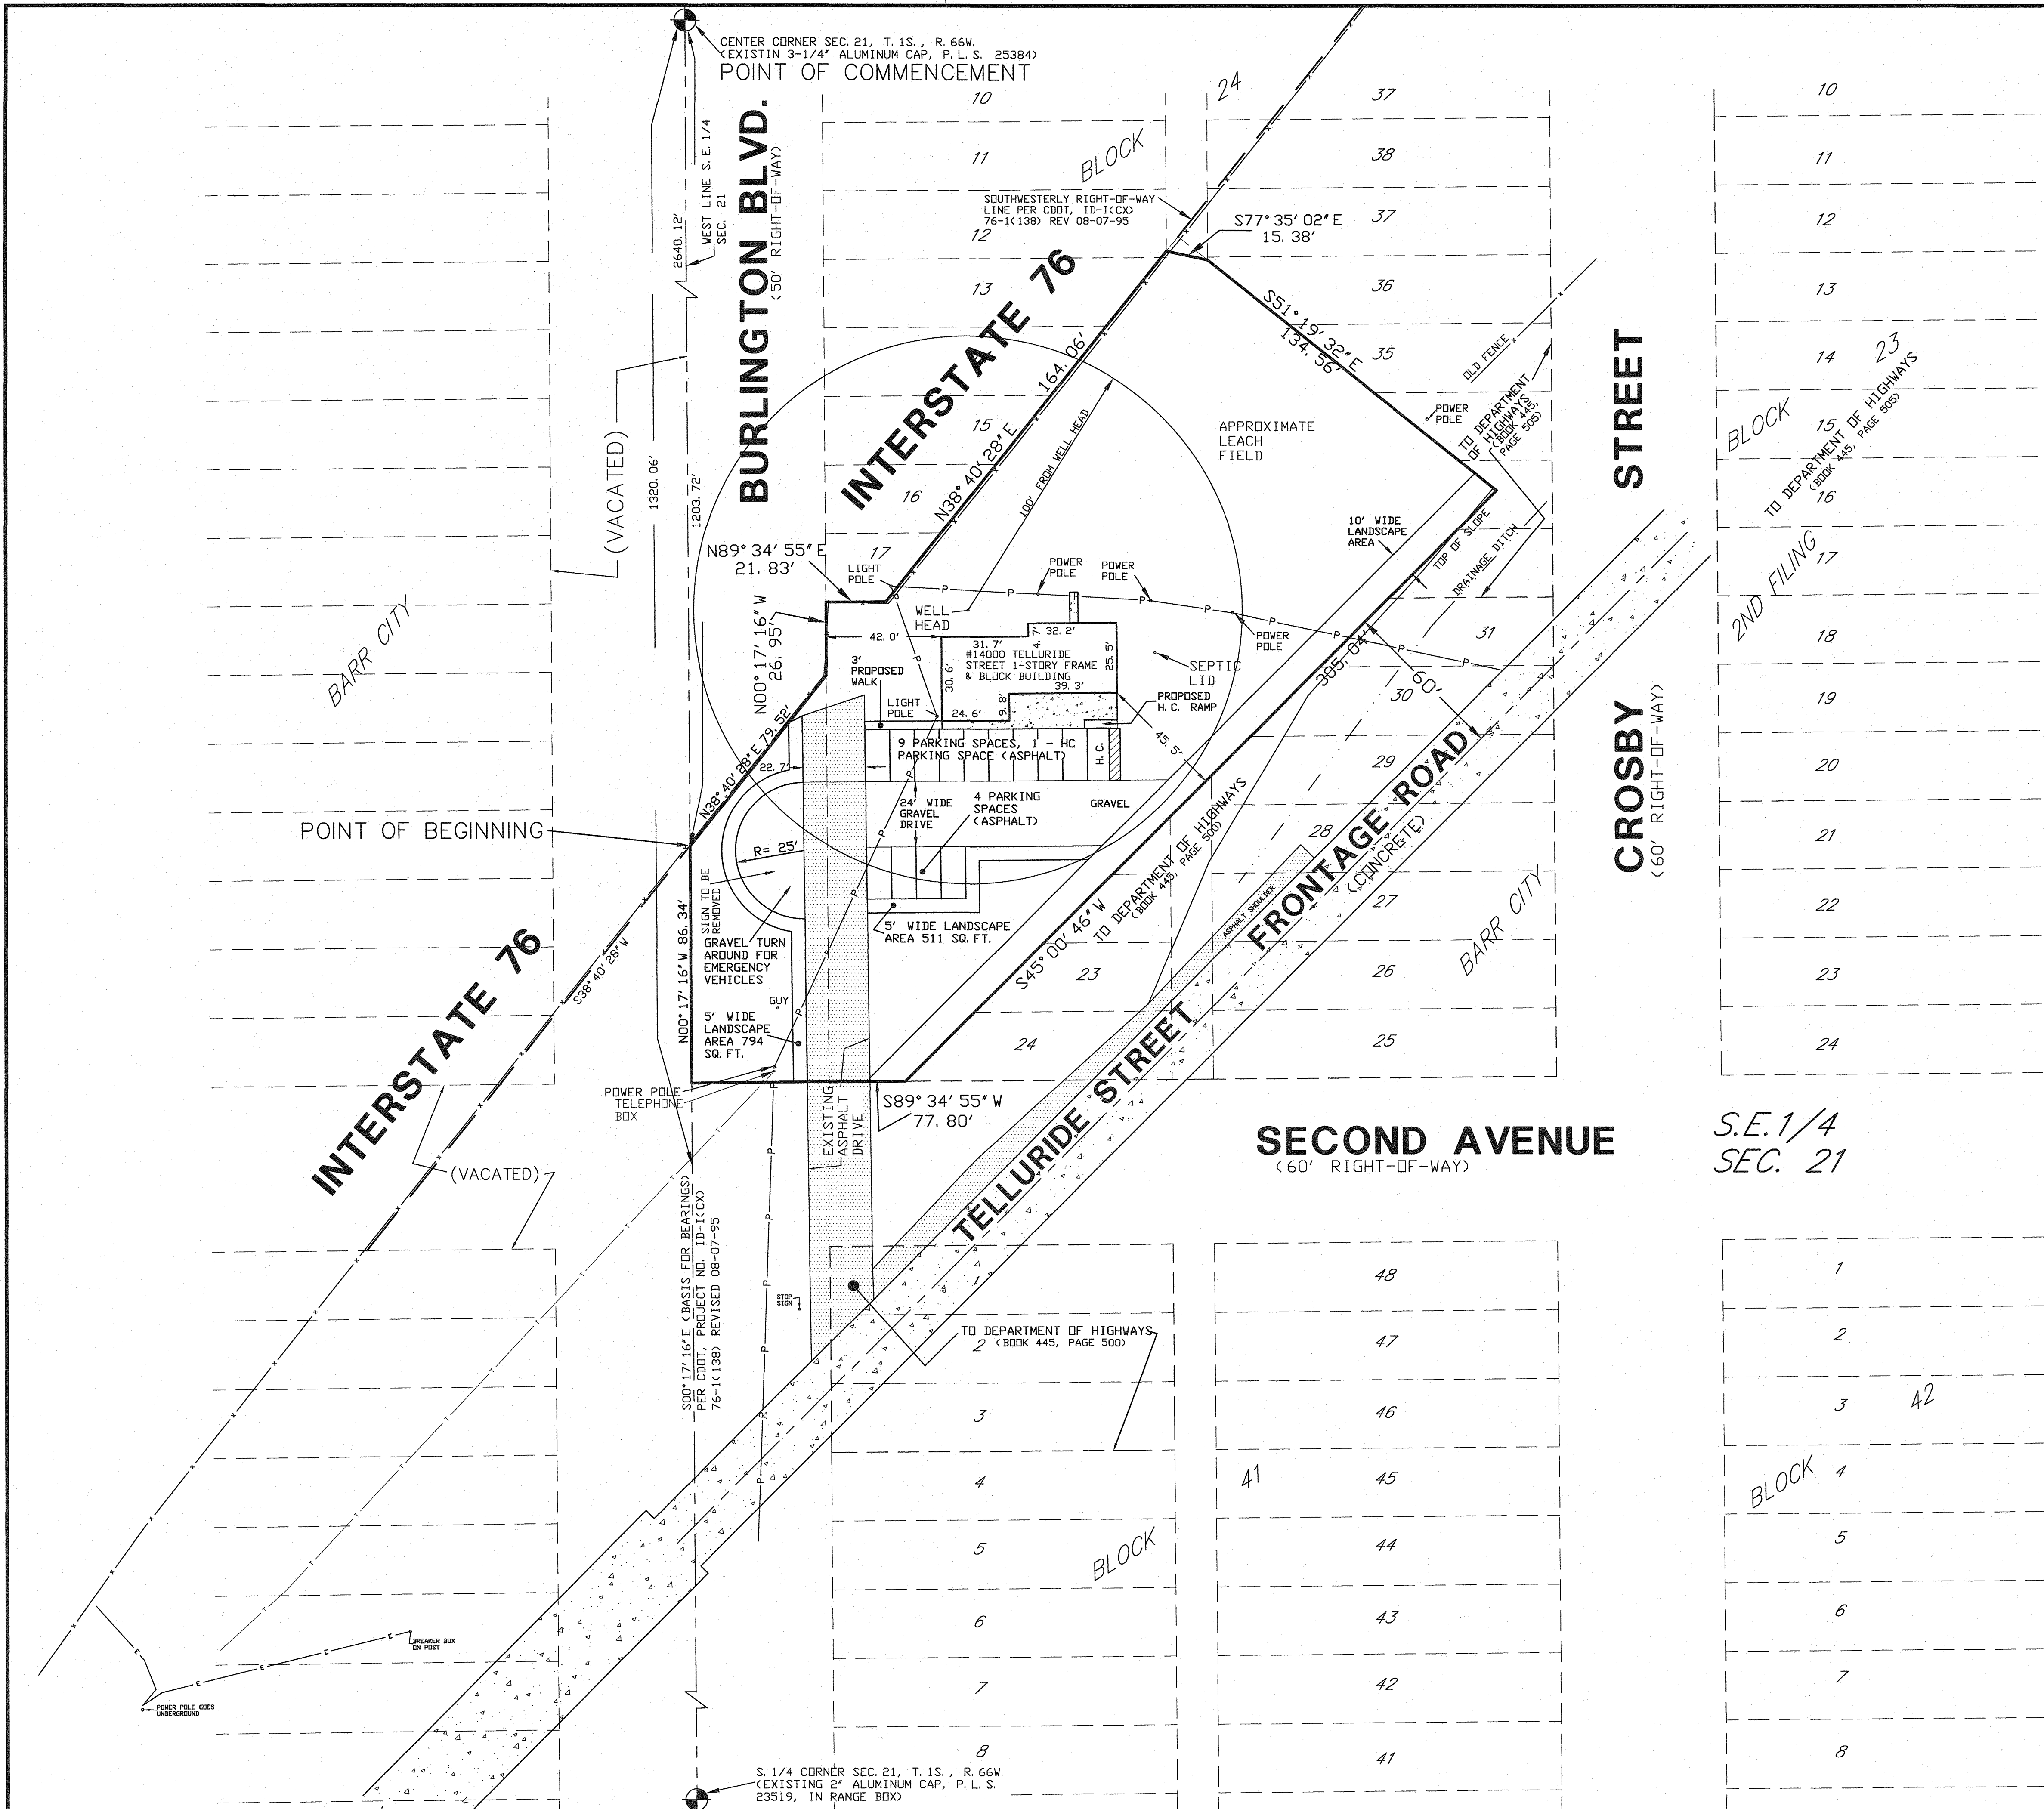 CENTER CORNER SEC. 21, T. 1S., R. 66W.
(EXISTIN 3-1/4" ALUMINUM CAP, P.L.S. 25384)
POINT OF COMMENCEMENT
2640.12'
WEST LINE S.E. 1/4
SEC. 21
BURLINGTON BLVD.
(50' RIGHT-OF-WAY)
(VACATED)
1320.06'
1203.72'
10
11
12
13
15
16
17
BLOCK
24
37
38
37
36
35
SOUTHWESTERLY RIGHT-OF-WAY
LINE PER CDOT, ID-I(CX)
76-1(138) REV 08-07-95
S77°35'02"E
15.38'
INTERSTATE 76
N38°40'28"E 164.06'
100' FROM WELL HEAD
S51°19'32"E
134.56'
APPROXIMATE
LEACH
FIELD
OLD FENCE
POWER
POLE
TO DEPARTMENT
OF HIGHWAYS
(BOOK 445,
PAGE 505)
10' WIDE
LANDSCAPE
AREA
TOP OF SLOPE
DRAINAGE DITCH
CROSBY STREET
(60' RIGHT-OF-WAY)
10
11
12
13
14
15
16
17
18
19
20
21
22
23
24
23
BLOCK
TO DEPARTMENT OF HIGHWAYS
(BOOK 445, PAGE 505)
2ND FILING
BARR CITY
N89°34'55"E
21.83'
N00°17'16"W
26.95'
LIGHT
POLE
WELL
HEAD
POWER
POLE
POWER
POLE
POWER
POLE
42.0'
31.7'
4.7'
32.2'
#14000 TELLURIDE
STREET 1-STORY FRAME
& BLOCK BUILDING
30.6'
25.5'
39.3'
24.6'
9.8'
3'
PROPOSED
WALK
LIGHT
POLE
SEPTIC
LID
PROPOSED
H.C. RAMP
45.5'
305.04'
60'
31
30
29
28
27
26
25
23
24
N38°40'28"E 79.52'
22.7'
9 PARKING SPACES, 1 - HC
PARKING SPACE (ASPHALT)
H.C.
24' WIDE
GRAVEL
DRIVE
4 PARKING
SPACES
(ASPHALT)
GRAVEL
POINT OF BEGINNING
R= 25'
SIGN TO BE
REMOVED
GRAVEL TURN
AROUND FOR
EMERGENCY
VEHICLES
5' WIDE LANDSCAPE
AREA 511 SQ. FT.
N00°17'16"W 86.34'
GUY
5' WIDE
LANDSCAPE
AREA 794
SQ. FT.
S45°00'46"W
TO DEPARTMENT OF HIGHWAYS
(BOOK 445, PAGE 500)
ASPHALT SHOULDER
TELLURIDE STREET FRONTAGE ROAD
(CONCRETE)
BARR CITY
INTERSTATE 76
S38°40'28"W
POWER POLE
TELEPHONE
BOX
EXISTING
ASPHALT
DRIVE
S89°34'55"W
77.80'
SECOND AVENUE
(60' RIGHT-OF-WAY)
S.E.1/4
SEC. 21
(VACATED)
S00°17'16"E (BASIS FOR BEARINGS)
PER CDOT, PROJECT NO. ID-I(CX)
76-1(138) REVISED 08-07-95
STOP
SIGN
TO DEPARTMENT OF HIGHWAYS
(BOOK 445, PAGE 500)
1
2
3
4
5
6
7
8
BLOCK
41
48
47
46
45
44
43
42
41
1
2
3
4
5
6
7
8
BLOCK
42
BREAKER BOX
ON POST
POWER POLE GOES
UNDERGROUND
S. 1/4 CORNER SEC. 21, T. 1S., R. 66W.
(EXISTING 2" ALUMINUM CAP, P.L.S.
23519, IN RANGE BOX)